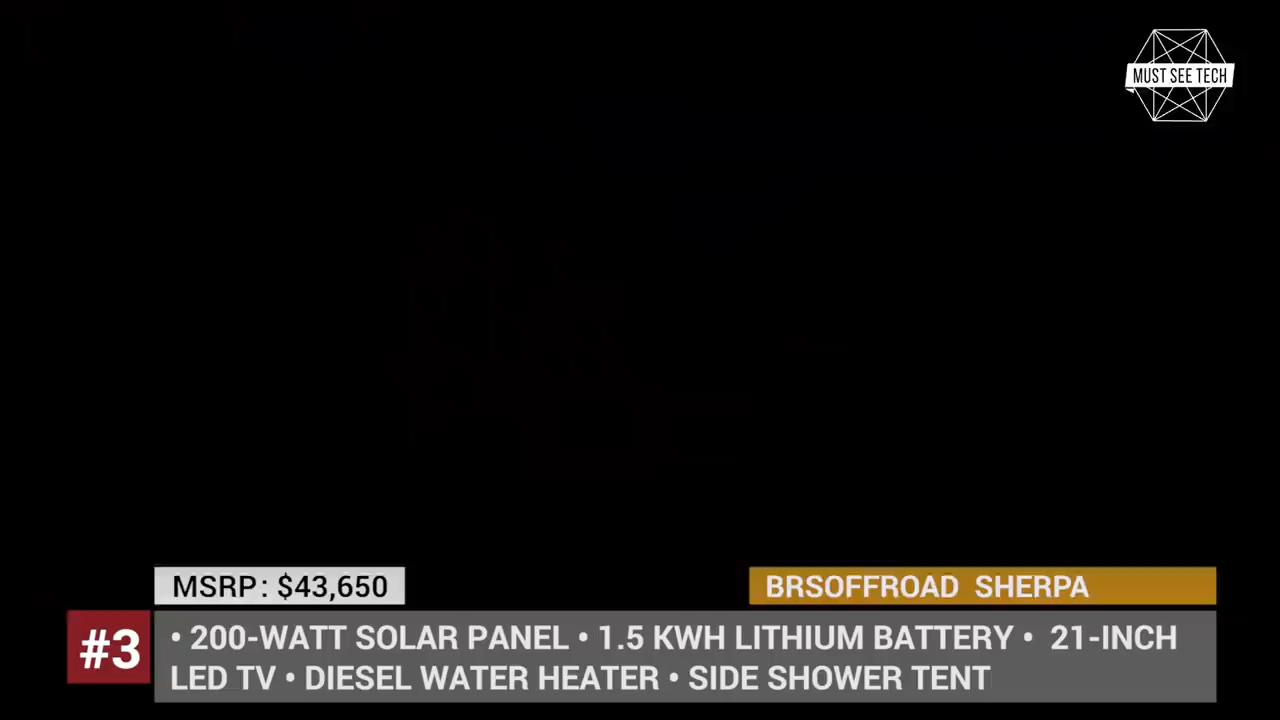 MUST SEE TECH
MSRP: $43,650
BRSOFFROAD SHERPA
#3
• 200-WATT SOLAR PANEL • 1.5 KWH LITHIUM BATTERY • 21-INCH
LED TV • DIESEL WATER HEATER • SIDE SHOWER TENT